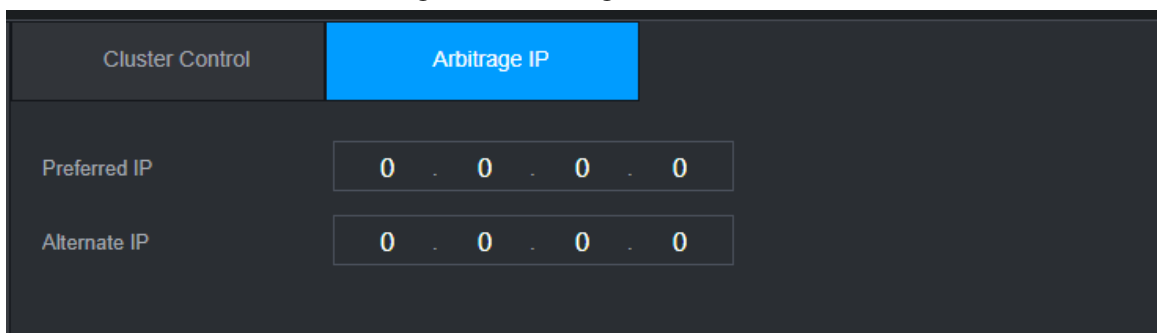 Cluster Control Arbitrage IP
Preferred IP 0 . 0 . 0 . 0
Alternate IP 0 . 0 . 0 . 0